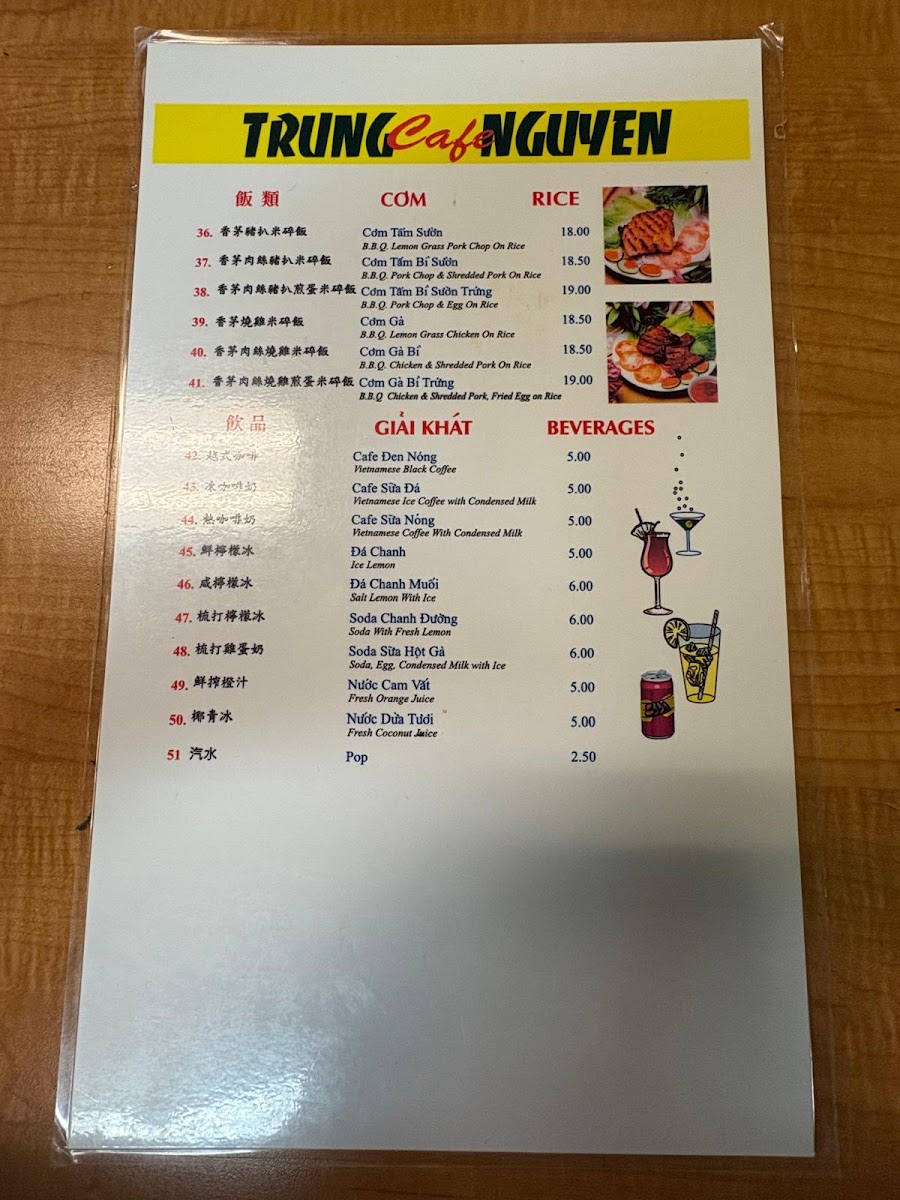 TRUNG Cafe NGUYEN
飯類 CƠM RICE
36. 香茅豬扒米碎飯 Cơm Tấm Sườn 18.00
B.B.Q. Lemon Grass Pork Chop On Rice
37. 香茅肉絲豬扒米碎飯 Cơm Tấm Bí Sườn 18.50
B.B.Q. Pork Chop & Shredded Pork On Rice
38. 香茅肉絲豬扒煎蛋米碎飯 Cơm Tấm Bí Sườn Trứng 19.00
B.B.Q. Pork Chop & Egg On Rice
39. 香茅燒雞米碎飯 Cơm Gà 18.50
B.B.Q. Lemon Grass Chicken On Rice
40. 香茅肉絲燒雞米碎飯 Cơm Gà Bí 18.50
B.B.Q. Chicken & Shredded Pork On Rice
41. 香茅肉絲燒雞煎蛋米碎飯 Cơm Gà Bí Trứng 19.00
B.B.Q Chicken & Shredded Pork, Fried Egg on Rice
飲品 GIẢI KHÁT BEVERAGES
42. 越式咖啡 Cafe Đen Nóng 5.00
Vietnamese Black Coffee
43. 凍咖啡奶 Cafe Sữa Đá 5.00
Vietnamese Ice Coffee with Condensed Milk
44. 熱咖啡奶 Cafe Sữa Nóng 5.00
Vietnamese Coffee With Condensed Milk
45. 鮮檸檬冰 Đá Chanh 5.00
Ice Lemon
46. 咸檸檬冰 Đá Chanh Muối 6.00
Salt Lemon With Ice
47. 梳打檸檬冰 Soda Chanh Đường 6.00
Soda With Fresh Lemon
48. 梳打雞蛋奶 Soda Sữa Hột Gà 6.00
Soda, Egg, Condensed Milk with Ice
49. 鮮搾橙汁 Nước Cam Vắt 5.00
Fresh Orange Juice
50. 椰青冰 Nước Dừa Tươi 5.00
Fresh Coconut Juice
51 汽水 Pop 2.50